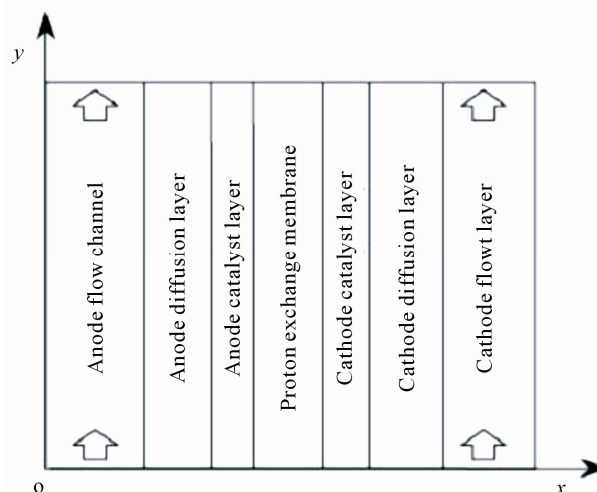 y
Anode flow channel
Anode diffusion layer
Anode catalyst layer
Proton exchange membrane
Cathode catalyst layer
Cathode diffusion layer
Cathode flowt layer
o
x